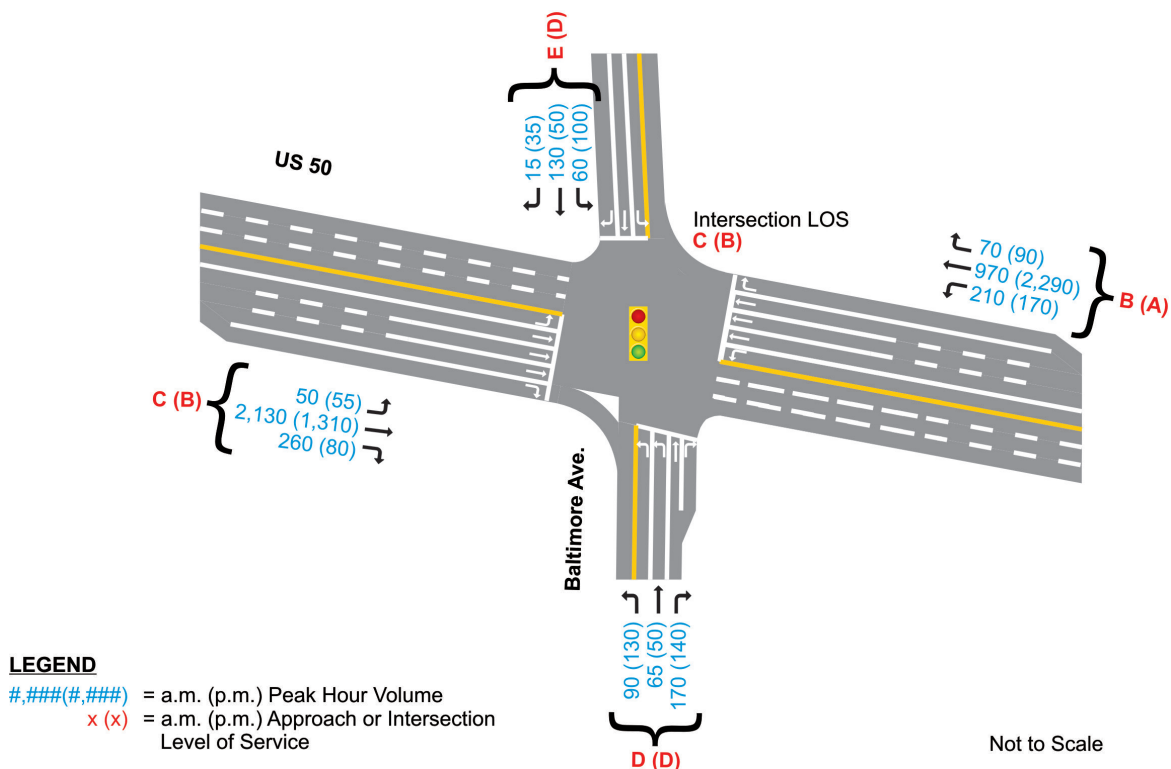 E (D)
15 (35)
130 (50)
60 (100)
US 50
Intersection LOS
C (B)
70 (90)
970 (2,290)
210 (170)
B (A)
C (B)
50 (55)
2,130 (1,310)
260 (80)
Baltimore Ave.
90 (130)
65 (50)
170 (140)
D (D)
LEGEND
#,###(#,###) = a.m. (p.m.) Peak Hour Volume
x (x) = a.m. (p.m.) Approach or Intersection
Level of Service
Not to Scale